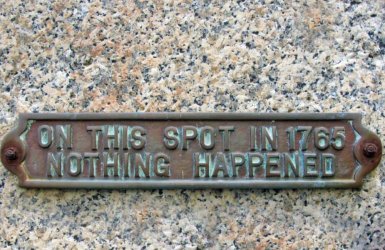 ON THIS SPOT IN 1765
NOTHING HAPPENED